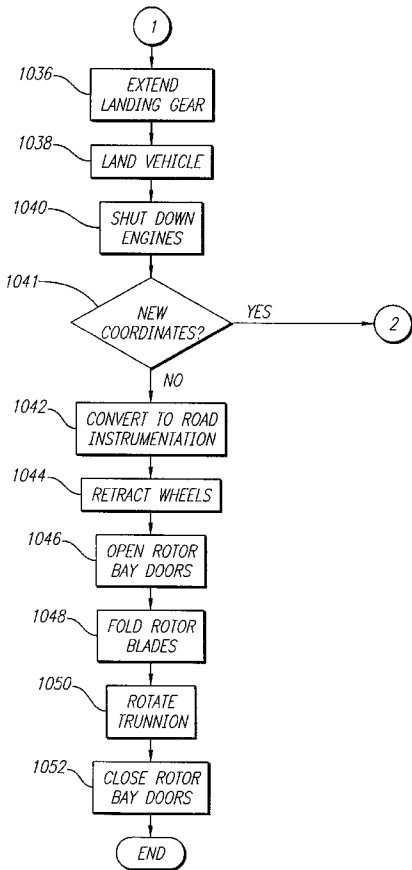 1
1036
EXTEND
LANDING GEAR
1038
LAND VEHICLE
1040
SHUT DOWN
ENGINES
1041
NEW
COORDINATES?
YES
2
NO
1042
CONVERT TO ROAD
INSTRUMENTATION
1044
RETRACT WHEELS
1046
OPEN ROTOR
BAY DOORS
1048
FOLD ROTOR
BLADES
1050
ROTATE
TRUNNION
1052
CLOSE ROTOR
BAY DOORS
END